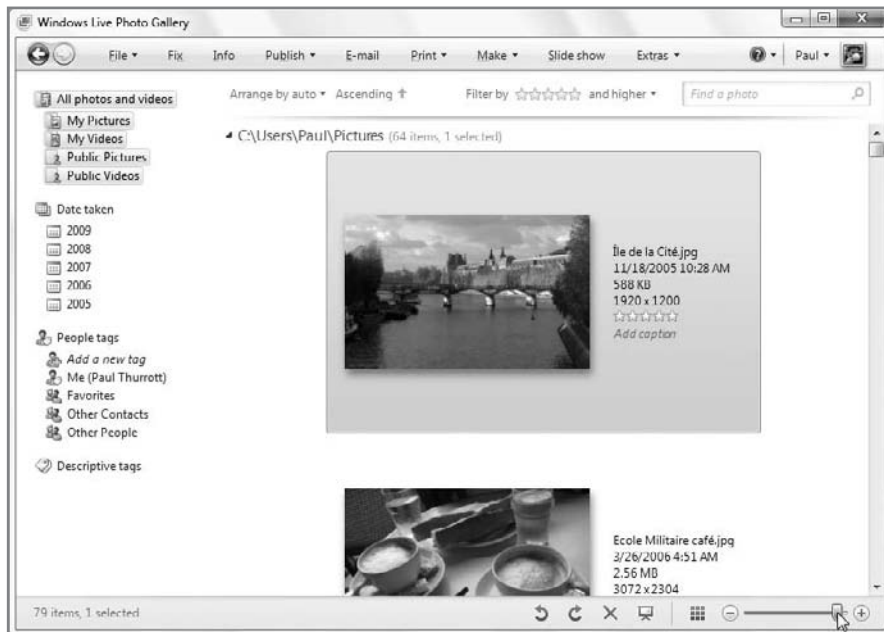 Windows Live Photo Gallery
File Fix Info Publish E-mail Print Make Slide show Extras Paul
All photos and videos
My Pictures
My Videos
Public Pictures
Public Videos
Date taken
2009
2008
2007
2006
2005
People tags
Add a new tag
Me (Paul Thurrott)
Favorites
Other Contacts
Other People
Descriptive tags
Arrange by auto Ascending Filter by and higher Find a photo
C:\Users\Paul\Pictures (64 items, 1 selected)
Île de la Cité.jpg
11/18/2005 10:28 AM
588 KB
1920 x 1200
Add caption
Ecole Militaire café.jpg
3/26/2006 4:51 AM
2.56 MB
3072 x 2304
79 items, 1 selected